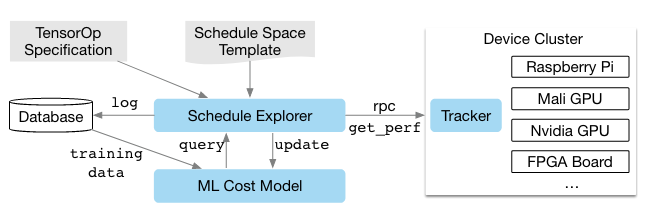 TensorOp
Specification
Schedule Space
Template
Device Cluster
Raspberry Pi
Mali GPU
Nvidia GPU
FPGA Board
...
Database
log
Schedule Explorer
rpc
get_perf
Tracker
training
data
query
update
ML Cost Model